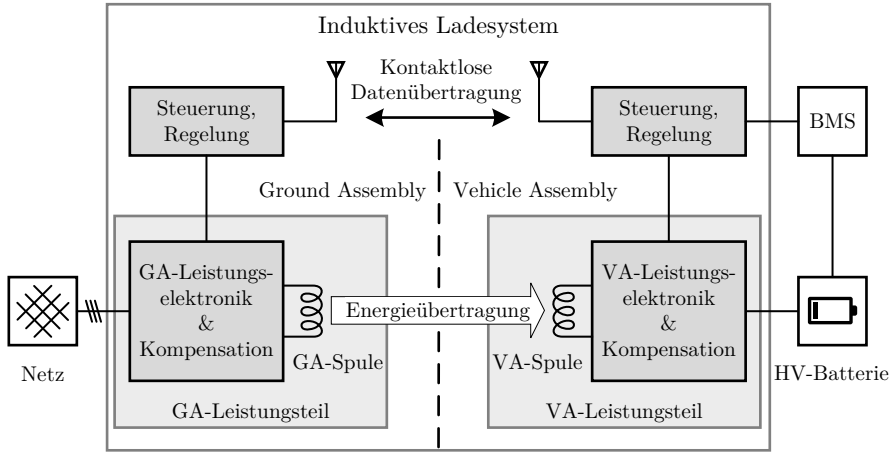 Induktives Ladesystem
Kontaktlose
Datenübertragung
Steuerung,
Regelung
Steuerung,
Regelung
BMS
Ground Assembly
Vehicle Assembly
GA-Leistungs-
elektronik
&
Kompensation
Energieübertragung
VA-Leistungs-
elektronik
&
Kompensation
GA-Spule
VA-Spule
Netz
HV-Batterie
GA-Leistungsteil
VA-Leistungsteil